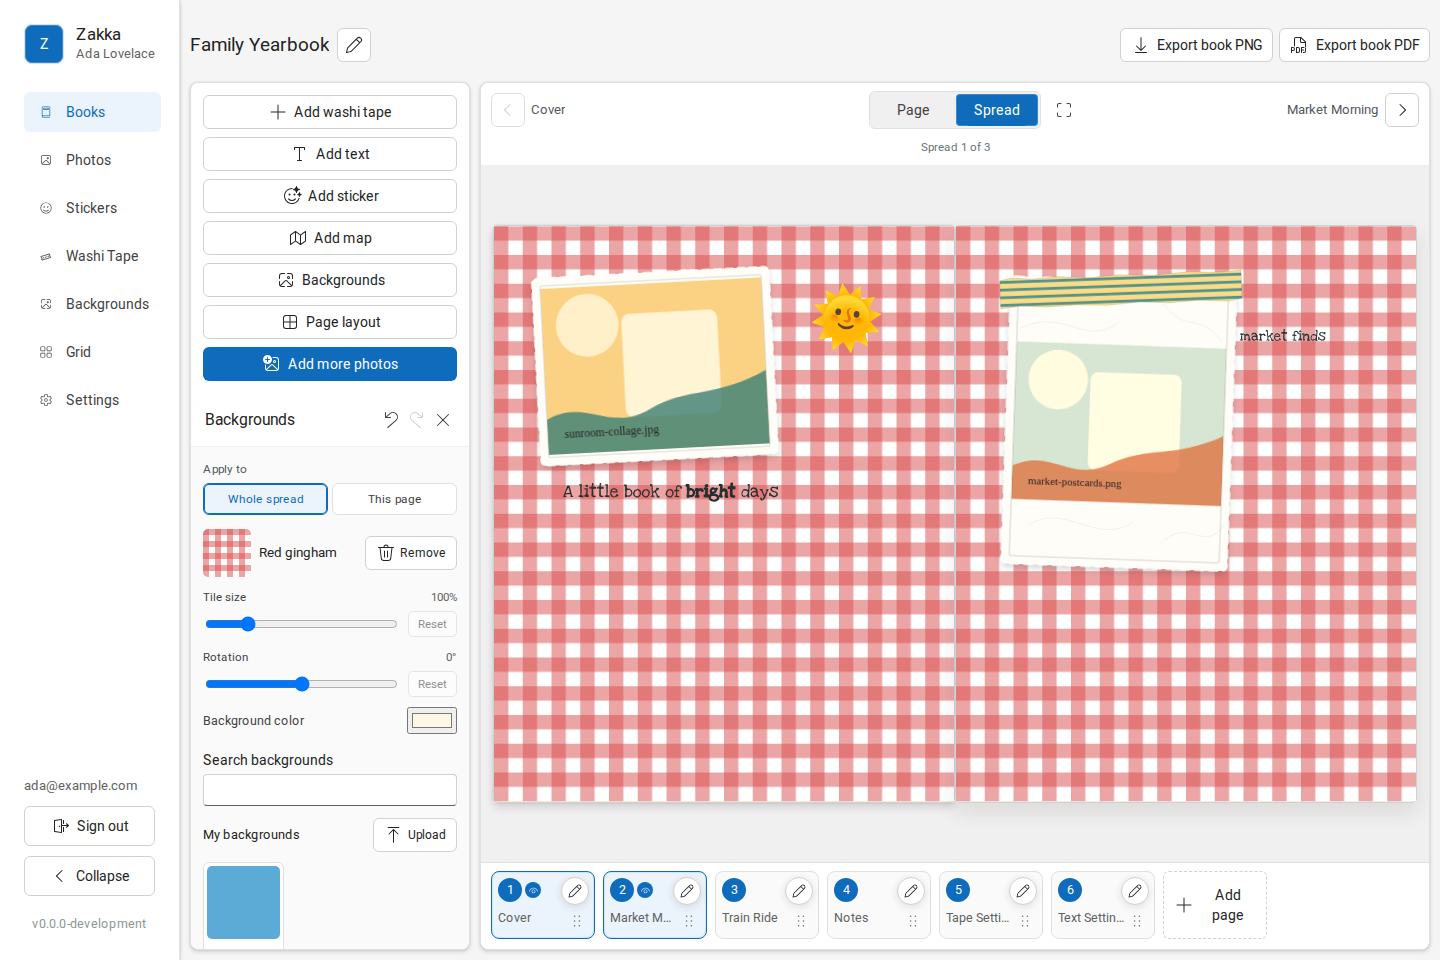 Z
Zakka
Ada Lovelace
Books
Photos
Stickers
Washi Tape
Backgrounds
Grid
Settings
ada@example.com
Sign out
Collapse
v0.0.0-development
Family Yearbook
Export book PNG
PDF
Export book PDF
Add washi tape
Add text
Add sticker
Add map
Backgrounds
Page layout
Add more photos
Backgrounds
Apply to
Whole spread
This page
Red gingham
Remove
Tile size
100%
Reset
Rotation
0°
Reset
Background color
Search backgrounds
My backgrounds
Upload
Cover
Page
Spread
Market Morning
Spread 1 of 3
sunroom-collage.jpg
A little book of bright days
market finds
market-postcards.png
1
Cover
2
Market M...
3
Train Ride
4
Notes
5
Tape Setti...
6
Text Settin...
Add
page